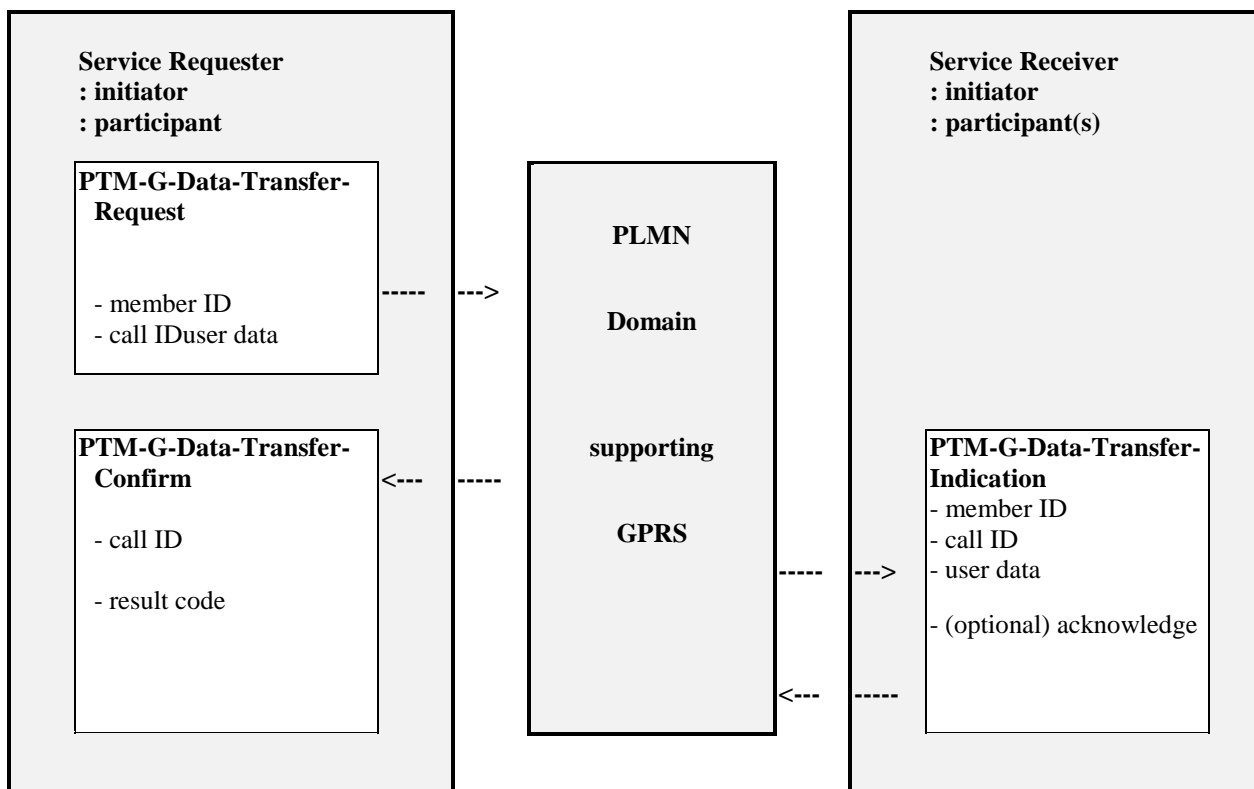 Service Requester
: initiator
: participant
PTM-G-Data-Transfer-
Request
- member ID
- call IDuser data
----- --->
PTM-G-Data-Transfer-
Confirm
- call ID
- result code
<--- -----
PLMN
Domain
supporting
GPRS
----- --->
<--- -----
Service Receiver
: initiator
: participant(s)
PTM-G-Data-Transfer-
Indication
- member ID
- call ID
- user data
- (optional) acknowledge